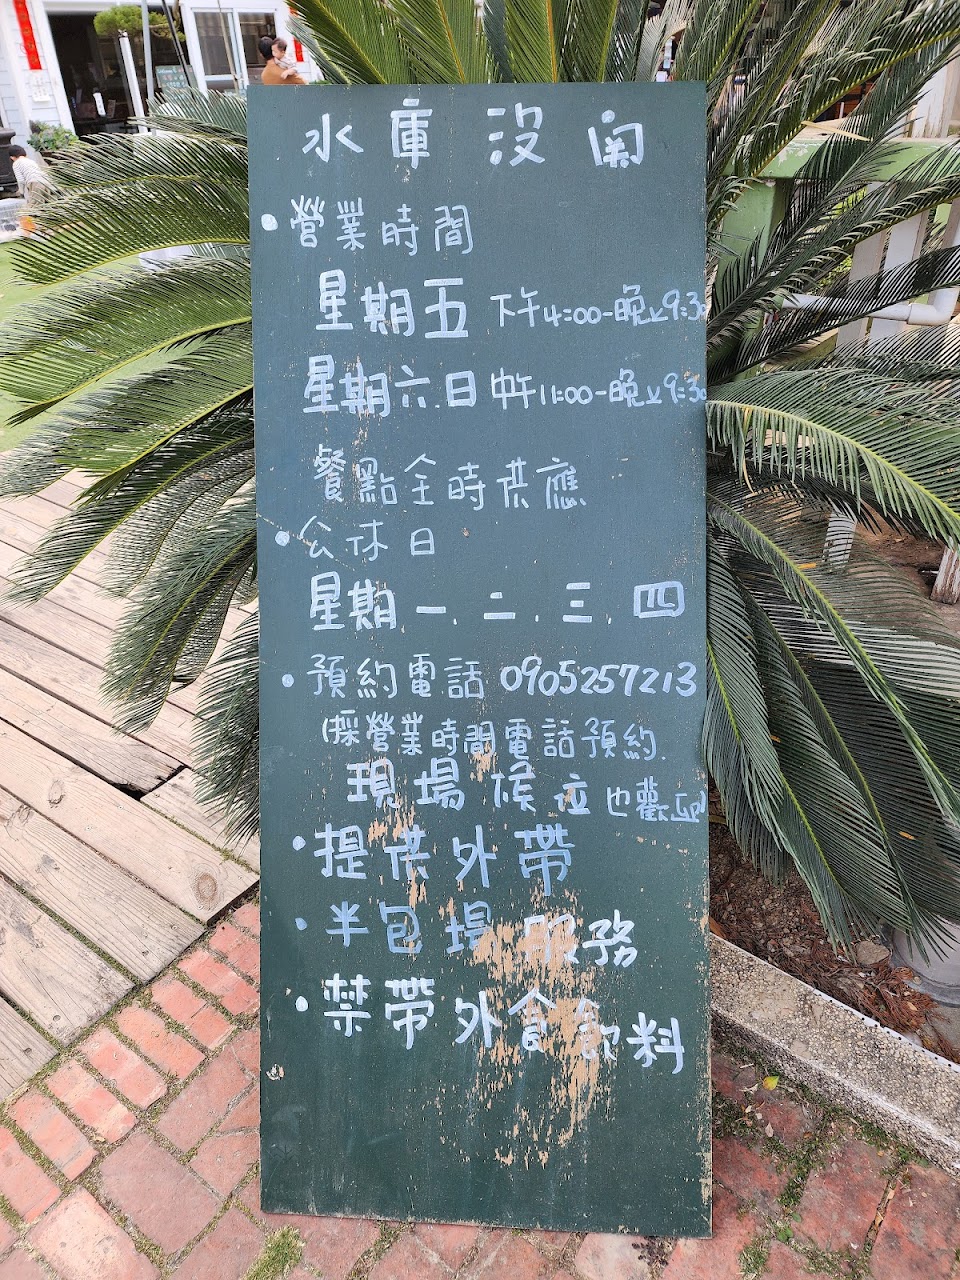 水庫沒關
•營業時間
星期五 下午4:00-晚上9:30
星期六.日 中午11:00-晚上9:30
餐點全時供應
•公休日
星期一.二.三.四
•預約電話 0905257213
(採營業時間電話預約.
現場候位也歡迎)
•提供外帶
•半包場服務
•禁帶外食飲料